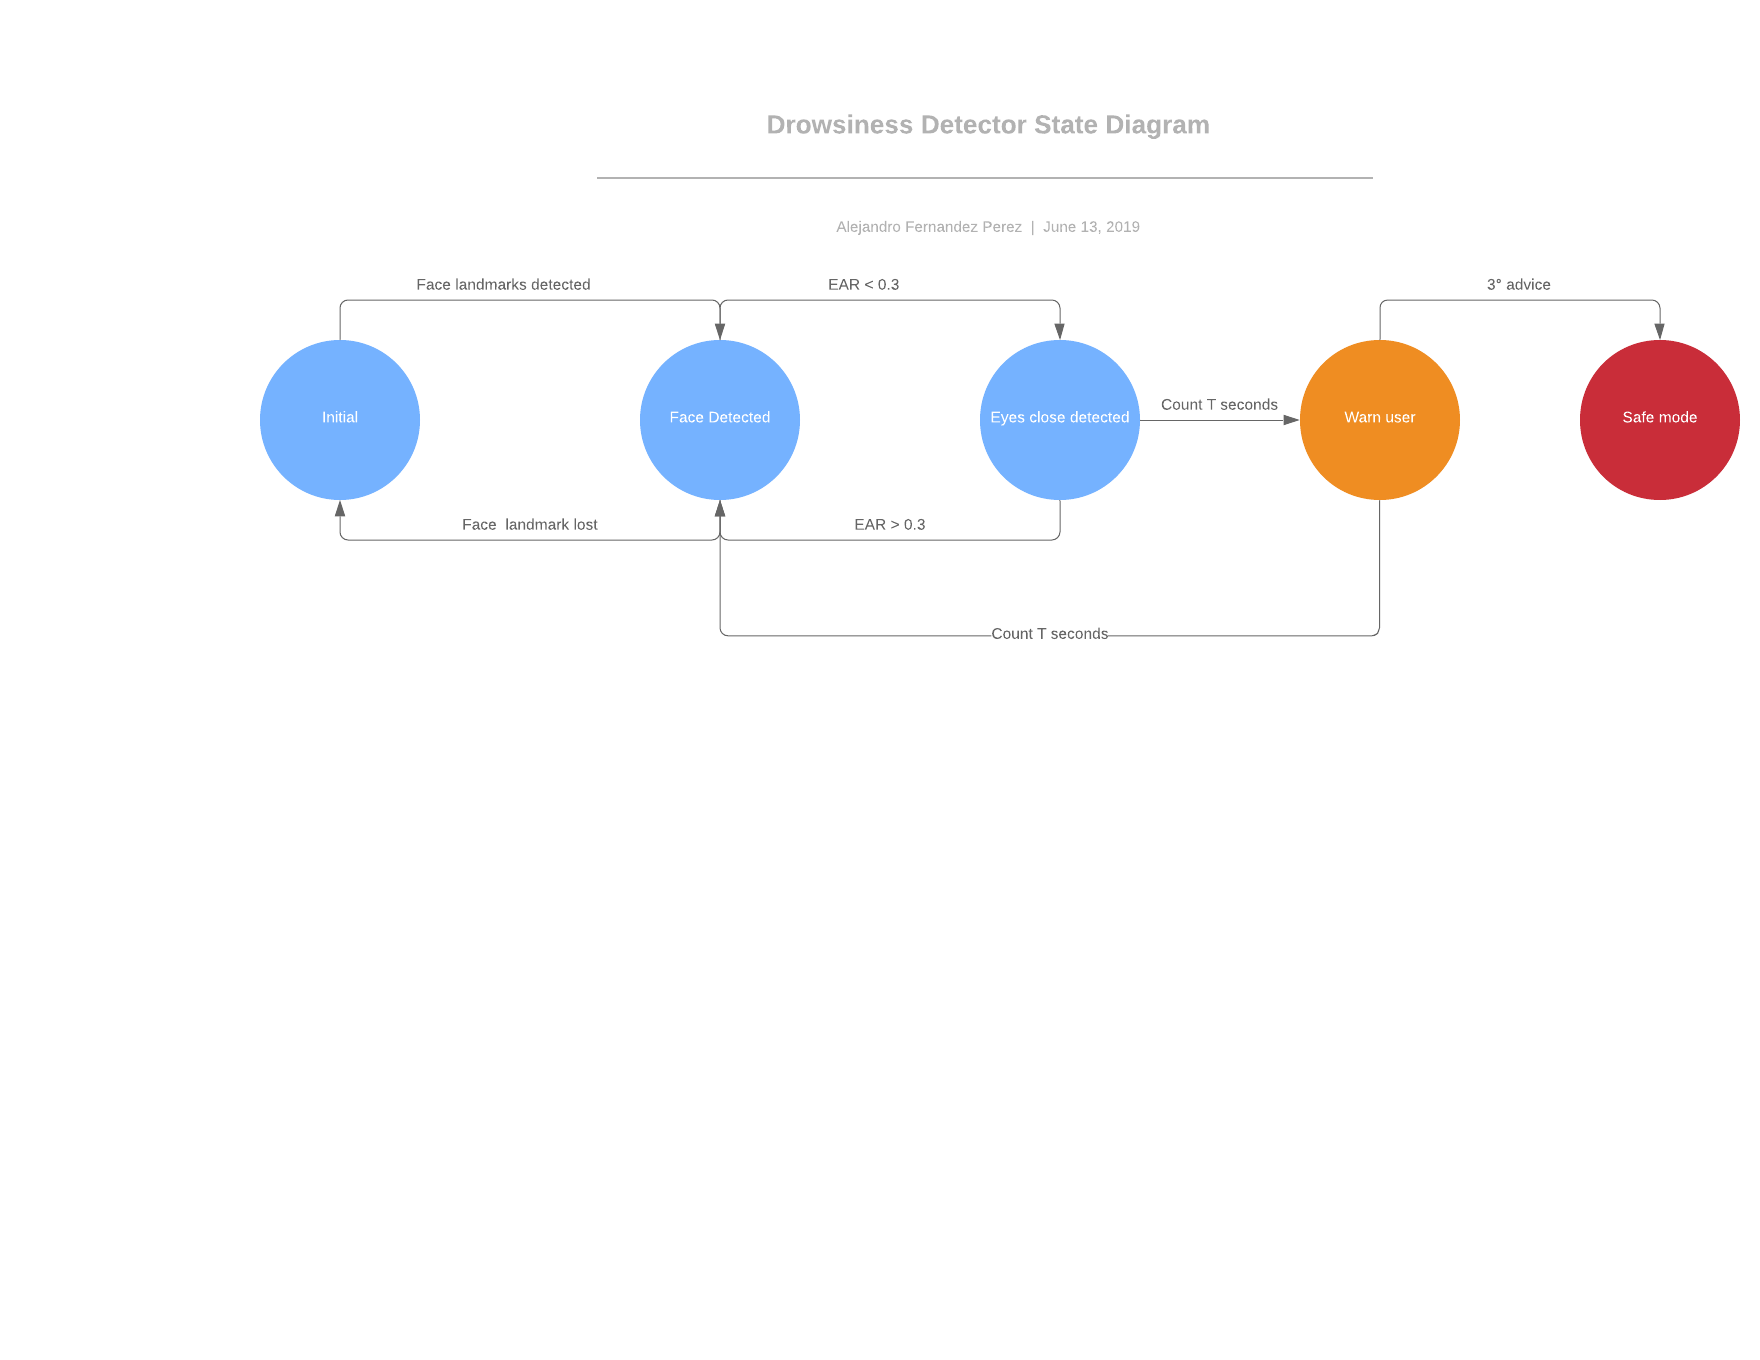 Drowsiness Detector State Diagram
Alejandro Fernandez Perez | June 13, 2019
Face landmarks detected
EAR < 0.3
3° advice
Count T seconds
Initial
Face Detected
Eyes close detected
Warn user
Safe mode
Face landmark lost
EAR > 0.3
Count T seconds